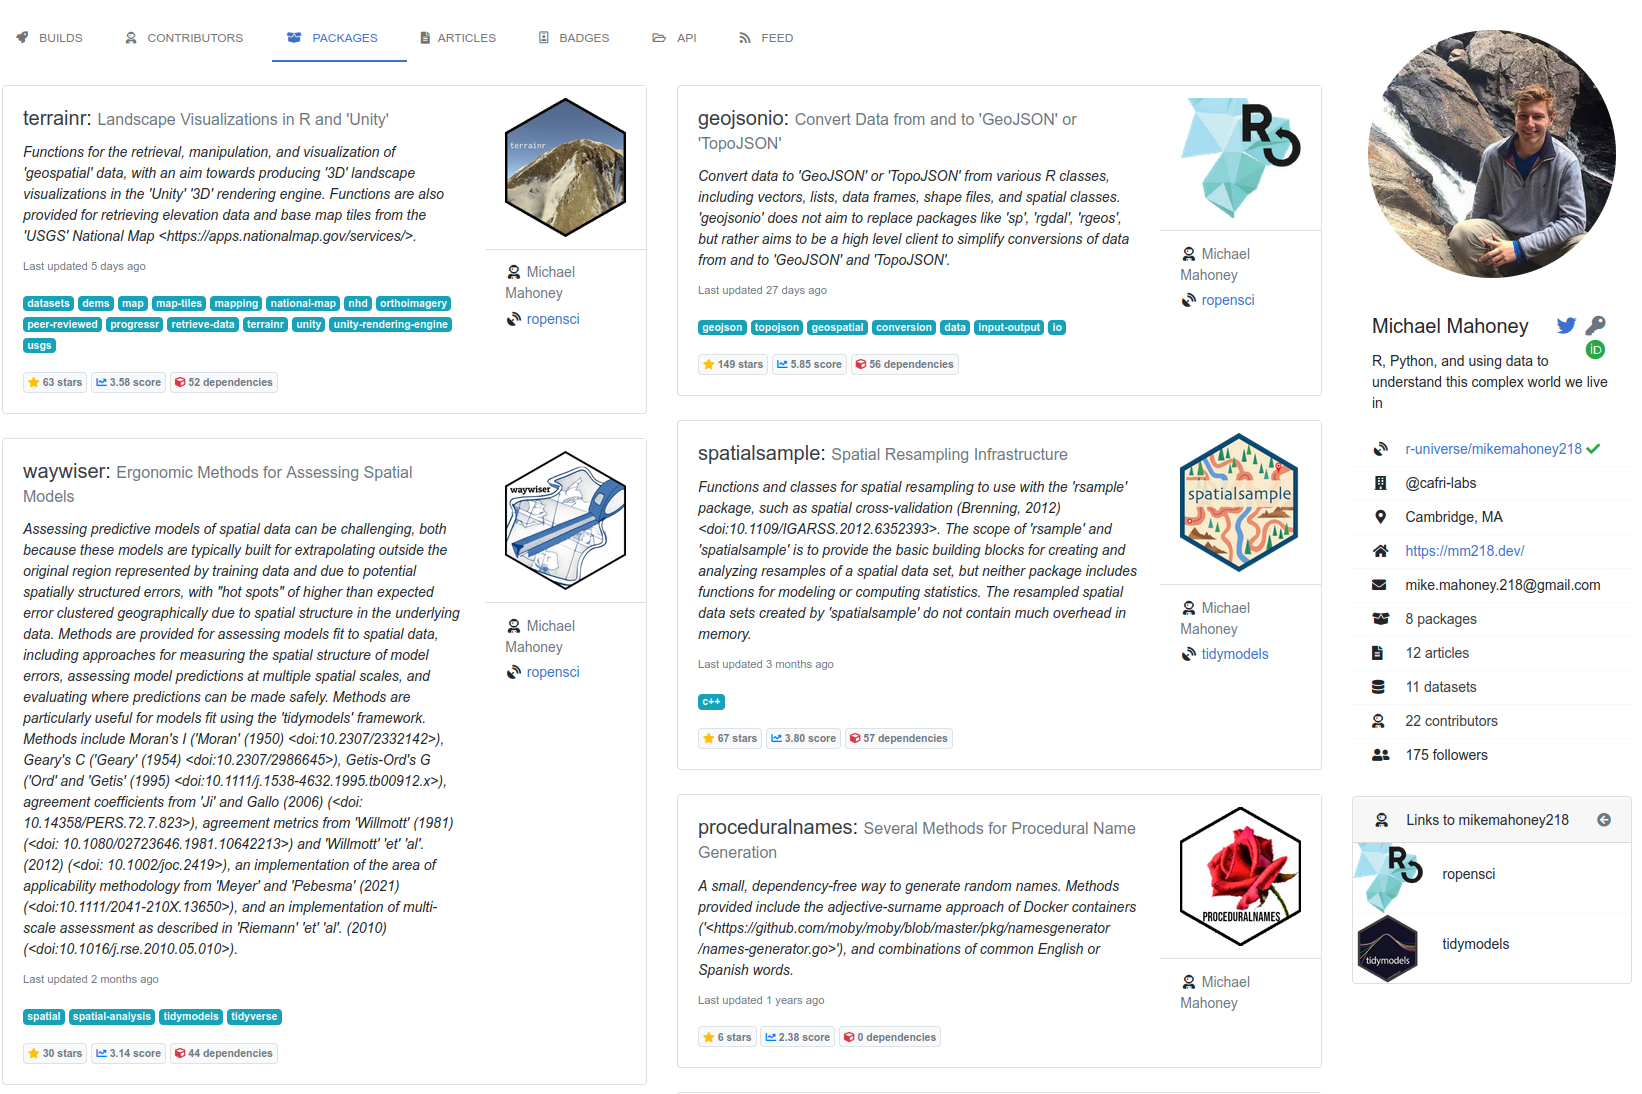 BUILDS CONTRIBUTORS PACKAGES ARTICLES BADGES API FEED
terrainr: Landscape Visualizations in R and 'Unity'
Functions for the retrieval, manipulation, and visualization of
'geospatial' data, with an aim towards producing '3D' landscape
visualizations in the 'Unity' '3D' rendering engine. Functions are also
provided for retrieving elevation data and base map tiles from the
'USGS' National Map <https://apps.nationalmap.gov/services/>.
Last updated 5 days ago
datasets dems map map-tiles mapping national-map nhd orthoimagery
peer-reviewed progressr retrieve-data terrainr unity unity-rendering-engine
usgs
63 stars 3.58 score 52 dependencies
terrainr
Michael
Mahoney
ropensci
waywiser: Ergonomic Methods for Assessing Spatial
Models
Assessing predictive models of spatial data can be challenging, both
because these models are typically built for extrapolating outside the
original region represented by training data and due to potential
spatially structured errors, with "hot spots" of higher than expected
error clustered geographically due to spatial structure in the underlying
data. Methods are provided for assessing models fit to spatial data,
including approaches for measuring the spatial structure of model
errors, assessing model predictions at multiple spatial scales, and
evaluating where predictions can be made safely. Methods are
particularly useful for models fit using the 'tidymodels' framework.
Methods include Moran's I ('Moran' (1950) <doi:10.2307/2332142>),
Geary's C ('Geary' (1954) <doi:10.2307/2986645>), Getis-Ord's G
('Ord' and 'Getis' (1995) <doi:10.1111/j.1538-4632.1995.tb00912.x>),
agreement coefficients from 'Ji' and Gallo (2006) (<doi:
10.14358/PERS.72.7.823>), agreement metrics from 'Willmott' (1981)
(<doi: 10.1080/02723646.1981.10642213>) and 'Willmott' 'et' 'al'.
(2012) (<doi: 10.1002/joc.2419>), an implementation of the area of
applicability methodology from 'Meyer' and 'Pebesma' (2021)
(<doi:10.1111/2041-210X.13650>), and an implementation of multi-
scale assessment as described in 'Riemann' 'et' 'al'. (2010)
(<doi:10.1016/j.rse.2010.05.010>).
Last updated 2 months ago
spatial spatial-analysis tidymodels tidyverse
30 stars 3.14 score 44 dependencies
waywiser
Michael
Mahoney
ropensci
geojsonio: Convert Data from and to 'GeoJSON' or
'TopoJSON'
Convert data to 'GeoJSON' or 'TopoJSON' from various R classes,
including vectors, lists, data frames, shape files, and spatial classes.
'geojsonio' does not aim to replace packages like 'sp', 'rgdal', 'rgeos',
but rather aims to be a high level client to simplify conversions of data
from and to 'GeoJSON' and 'TopoJSON'.
Last updated 27 days ago
geojson topojson geospatial conversion data input-output io
149 stars 5.85 score 56 dependencies
R
Michael
Mahoney
ropensci
spatialsample: Spatial Resampling Infrastructure
Functions and classes for spatial resampling to use with the 'rsample'
package, such as spatial cross-validation (Brenning, 2012)
<doi:10.1109/IGARSS.2012.6352393>. The scope of 'rsample' and
'spatialsample' is to provide the basic building blocks for creating and
analyzing resamples of a spatial data set, but neither package includes
functions for modeling or computing statistics. The resampled spatial
data sets created by 'spatialsample' do not contain much overhead in
memory.
Last updated 3 months ago
c++
67 stars 3.80 score 57 dependencies
spatialsample
Michael
Mahoney
tidymodels
proceduralnames: Several Methods for Procedural Name
Generation
A small, dependency-free way to generate random names. Methods
provided include the adjective-surname approach of Docker containers
('<https://github.com/moby/moby/blob/master/pkg/namesgenerator
/names-generator.go>'), and combinations of common English or
Spanish words.
Last updated 1 years ago
6 stars 2.38 score 0 dependencies
PROCEDURALNAMES
Michael
Mahoney
Michael Mahoney
iD
R, Python, and using data to
understand this complex world we live
in
r-universe/mikemahoney218
@cafri-labs
Cambridge, MA
https://mm218.dev/
mike.mahoney.218@gmail.com
8 packages
12 articles
11 datasets
22 contributors
175 followers
Links to mikemahoney218
R
ropensci
tidymodels
tidymodels